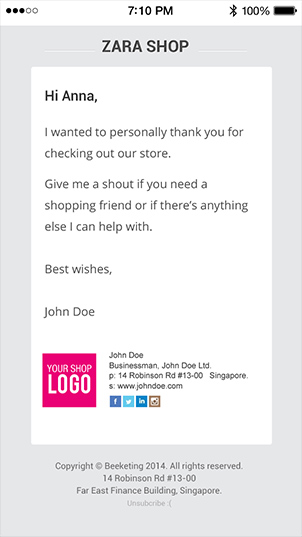 7:10 PM 100%
ZARA SHOP
Hi Anna,
I wanted to personally thank you for
checking out our store.
Give me a shout if you need a
shopping friend or if there's anything
else I can help with.
Best wishes,
John Doe
YOUR SHOP
LOGO
John Doe
Businessman, John Doe Ltd.
p: 14 Robinson Rd #13-00 Singapore.
s: www.johndoe.com
Copyright © Beeketing 2014. All rights reserved.
14 Robinson Rd #13-00
Far East Finance Building, Singapore.
Unsubcribe :(